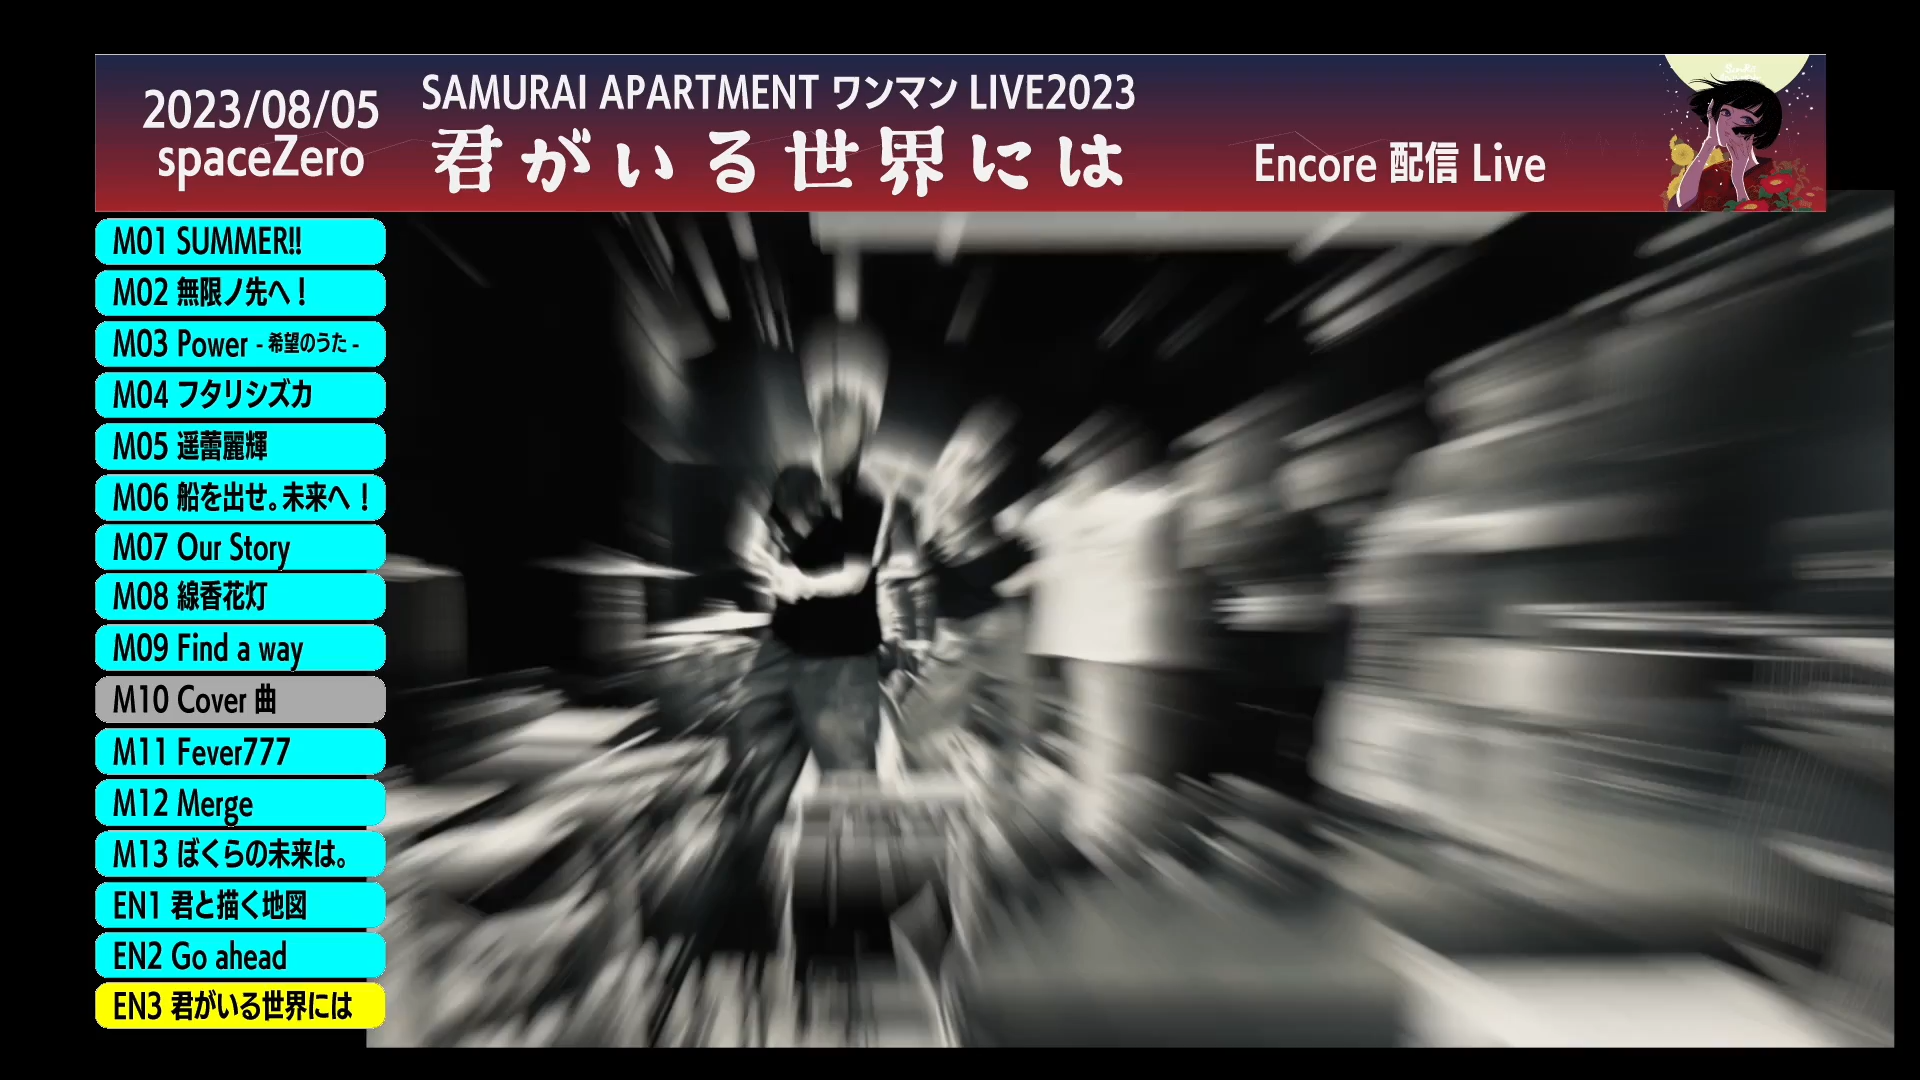 2023/08/05
spaceZero
SAMURAI APARTMENT ワンマン LIVE2023
君がいる世界には
Encore 配信 Live
M01 SUMMER!!
M02 無限ノ先へ！
M03 Power - 希望のうた -
M04 フタリシズカ
M05 遥蕾麗輝
M06 船を出せ。未来へ！
M07 Our Story
M08 線香花灯
M09 Find a way
M10 Cover 曲
M11 Fever777
M12 Merge
M13 ぼくらの未来は。
EN1 君と描く地図
EN2 Go ahead
EN3 君がいる世界には